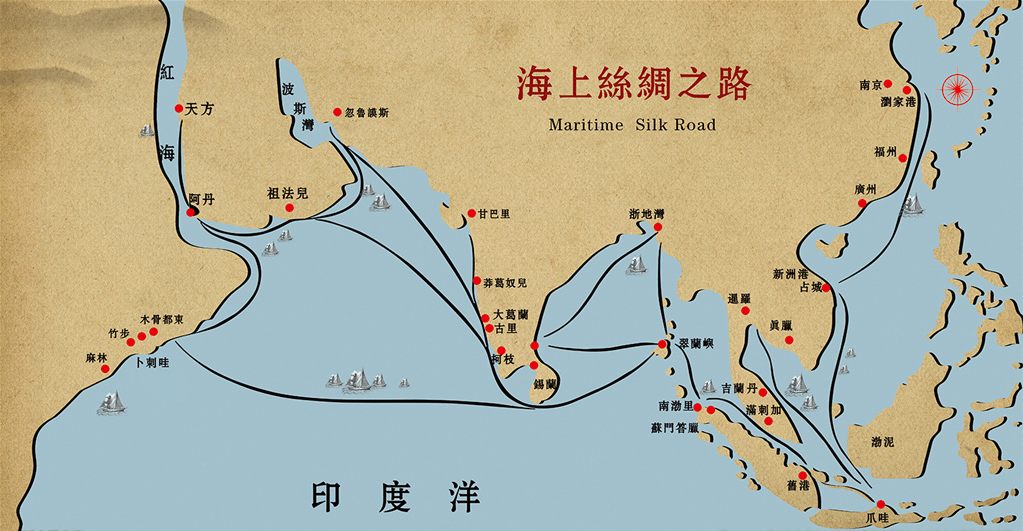 海上絲綢之路
Maritime Silk Road
紅海
天方
阿丹
祖法兒
波斯灣
忽魯謨斯
甘巴里
莽葛奴兒
大葛蘭
古里
柯枝
錫蘭
浙地灣
翠蘭嶼
南京
瀏家港
福州
廣州
新洲港
占城
暹羅
眞臘
吉蘭丹
滿剌加
南渤里
蘇門答臘
舊港
爪哇
渤泥
木骨都束
竹步
卜剌哇
麻林
印度洋